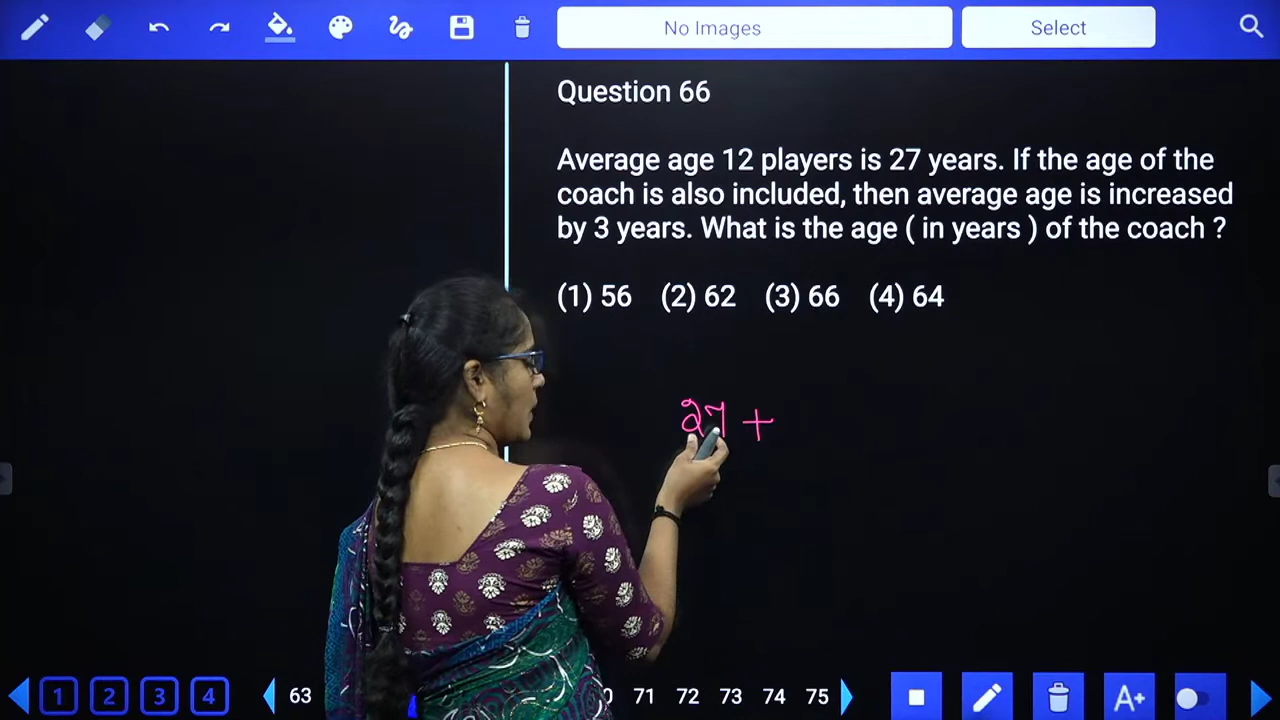 No Images
Select
Question 66
Average age 12 players is 27 years. If the age of the
coach is also included, then average age is increased
by 3 years. What is the age ( in years ) of the coach ?
(1) 56 (2) 62 (3) 66 (4) 64
27 +
1 2 3 4 63 0 71 72 73 74 75 A+